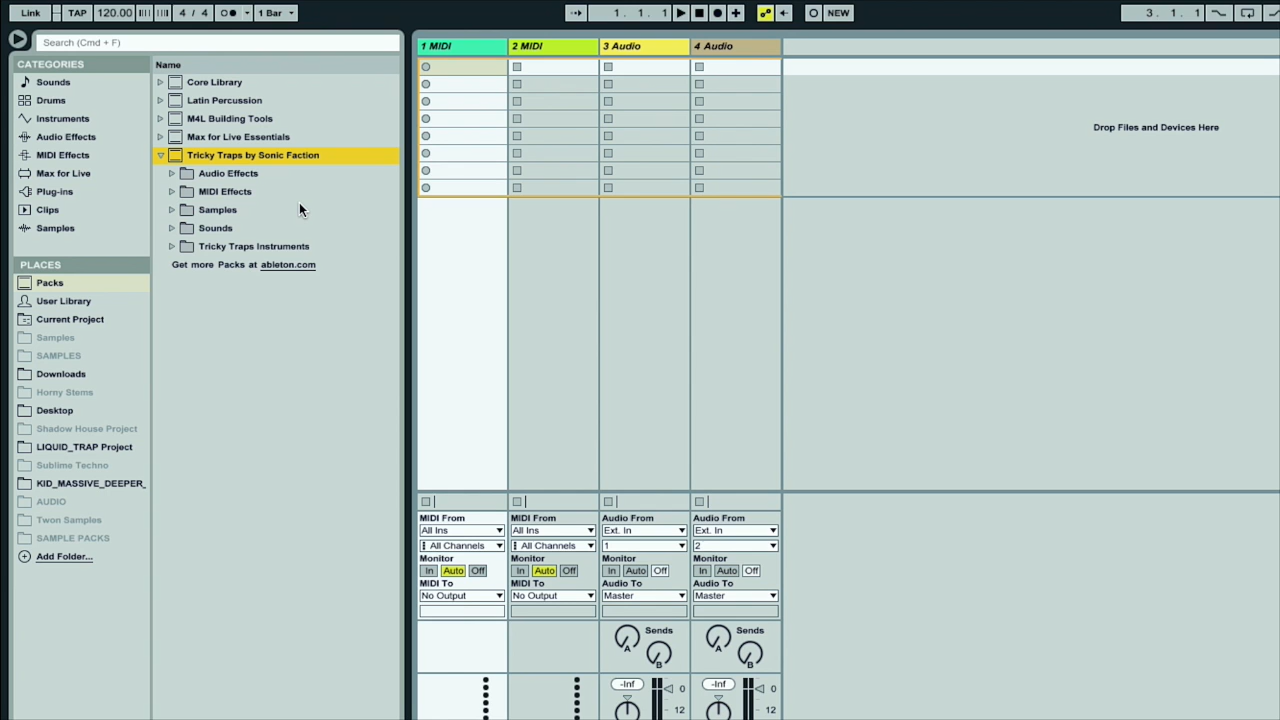 Link TAP 120.00 4 / 4 1 Bar 1. 1. 1 NEW 3. 1. 1
Search (Cmd + F)
CATEGORIES
Sounds
Drums
Instruments
Audio Effects
MIDI Effects
Max for Live
Plug-ins
Clips
Samples
PLACES
Packs
User Library
Current Project
Samples
SAMPLES
Downloads
Horny Stems
Desktop
Shadow House Project
LIQUID_TRAP Project
Sublime Techno
KID_MASSIVE_DEEPER_
AUDIO
Twon Samples
SAMPLE PACKS
Add Folder...
Name
Core Library
Latin Percussion
M4L Building Tools
Max for Live Essentials
Tricky Traps by Sonic Faction
Audio Effects
MIDI Effects
Samples
Sounds
Tricky Traps Instruments
Get more Packs at ableton.com
1 MIDI 2 MIDI 3 Audio 4 Audio
Drop Files and Devices Here
MIDI From MIDI From Audio From Audio From
All Ins All Ins Ext. In Ext. In
All Channels All Channels 1 2
Monitor Monitor Monitor Monitor
In Auto Off In Auto Off In Auto Off In Auto Off
MIDI To MIDI To Audio To Audio To
No Output No Output Master Master
Sends Sends
A A
B B
-Inf 0 -Inf 0
12 12